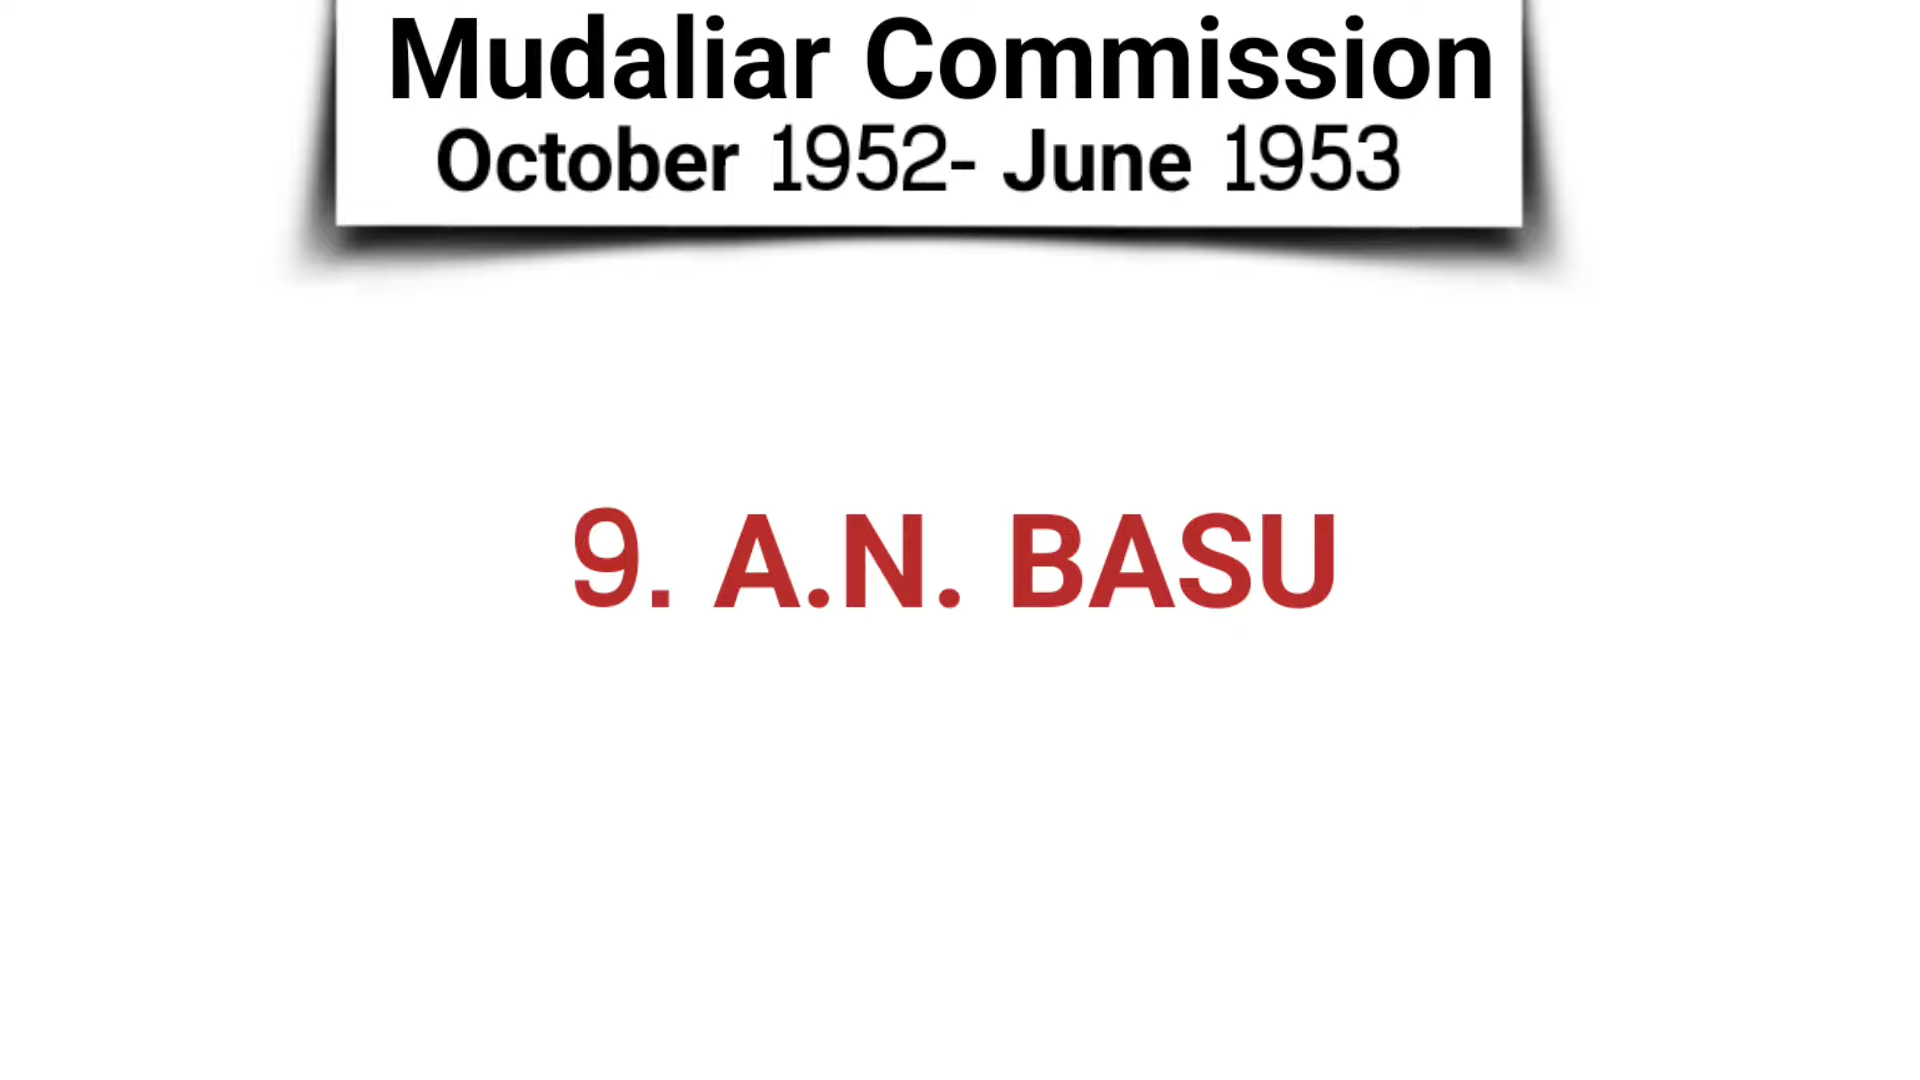 Mudaliar Commission
October 1952- June 1953
9. A.N. BASU